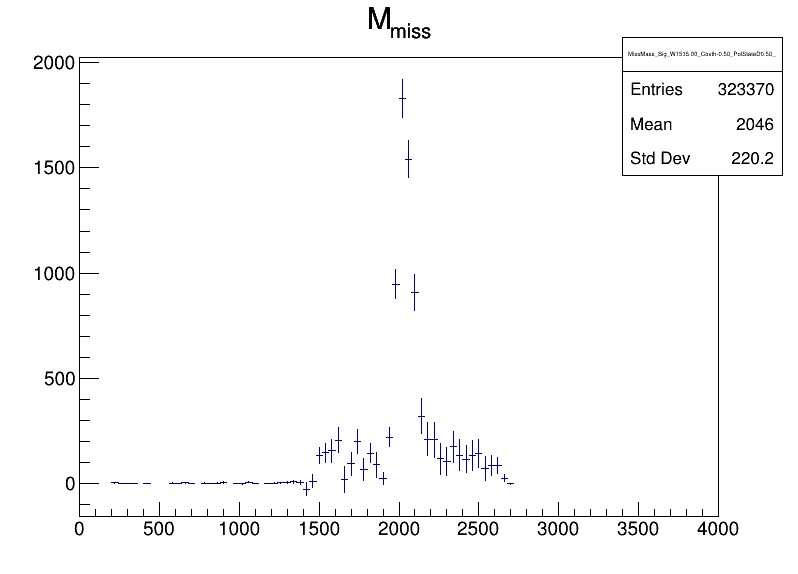 M_miss
MissMass_Sig_W1535.00_Costh-0.50_PolStateD0.50_
Entries 323370
Mean 2046
Std Dev 220.2
2000
1500
1000
500
0
0 500 1000 1500 2000 2500 3000 3500 4000